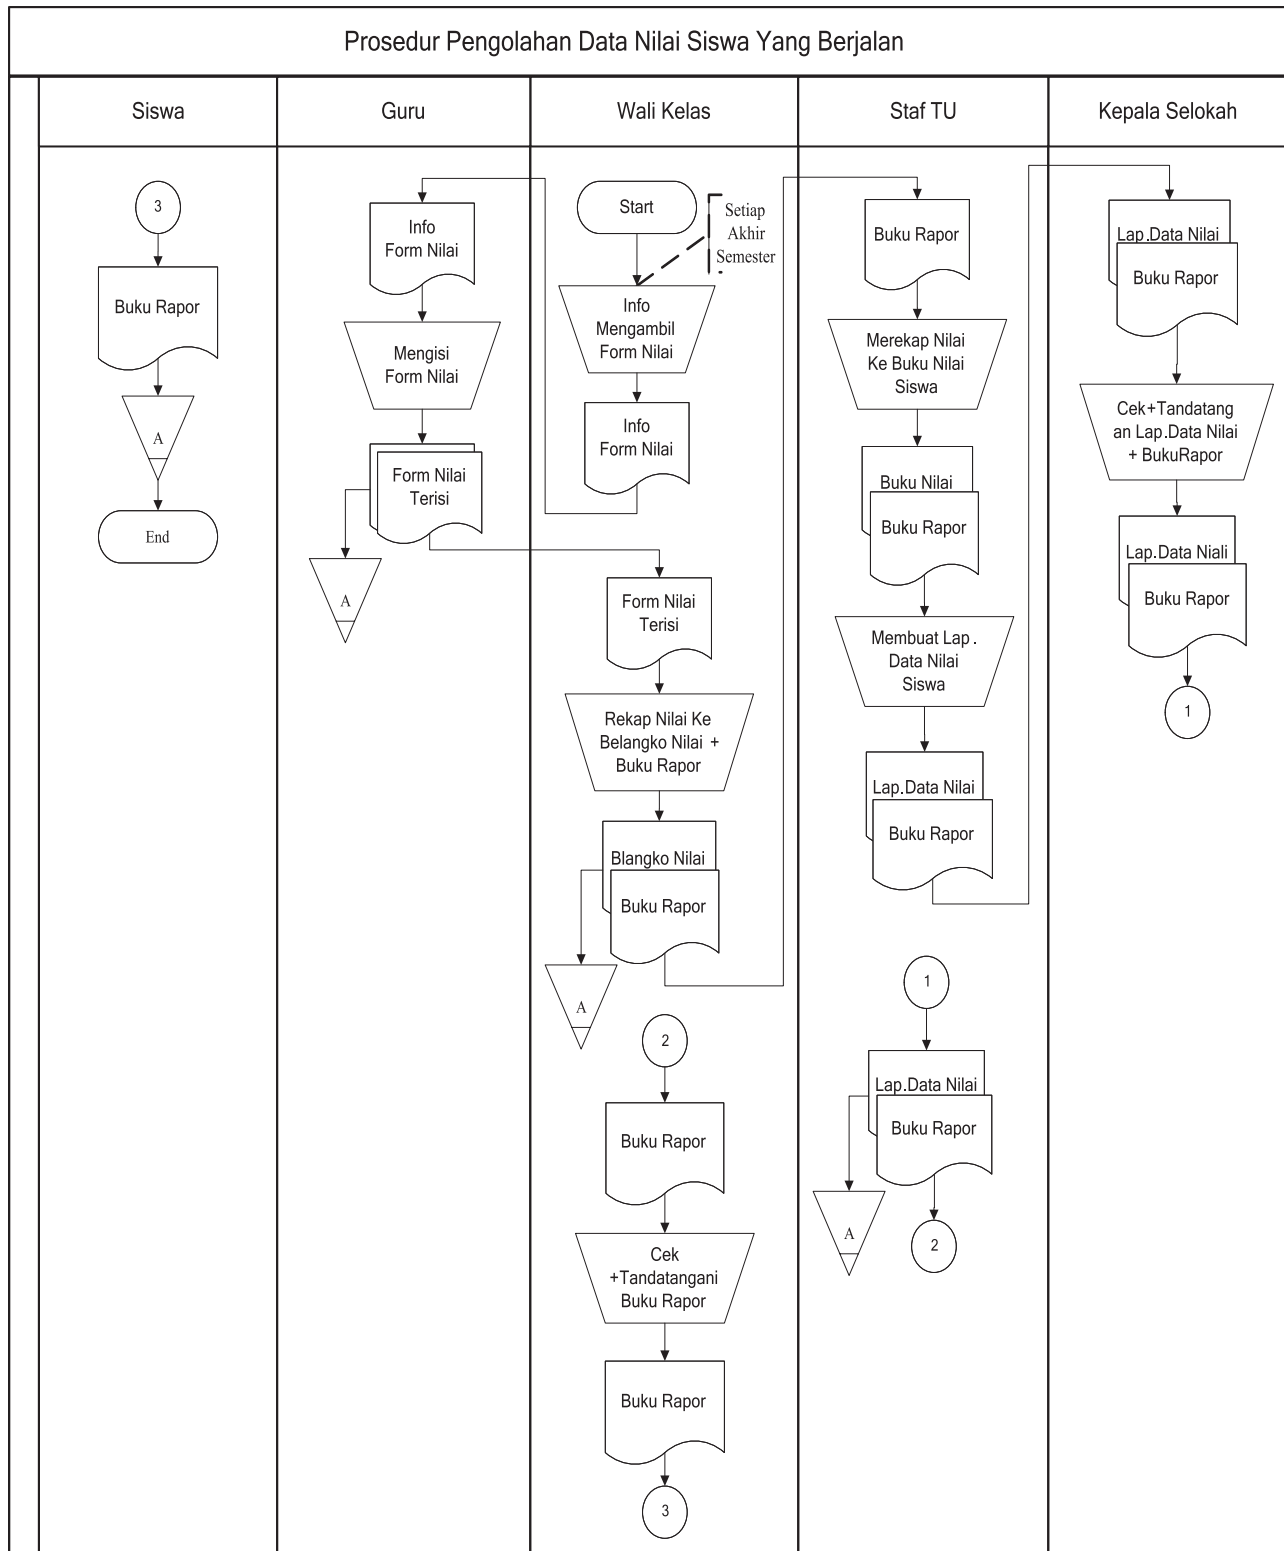 Prosedur Pengolahan Data Nilai Siswa Yang Berjalan
Siswa
Guru
Wali Kelas
Staf TU
Kepala Selokah
3
Buku Rapor
A
End
Info
Form Nilai
Mengisi
Form Nilai
Form Nilai
Terisi
A
Start
Setiap
Akhir
Semester
Info
Mengambil
Form Nilai
Info
Form Nilai
Form Nilai
Terisi
Rekap Nilai Ke
Belangko Nilai +
Buku Rapor
Blangko Nilai
Buku Rapor
A
2
Buku Rapor
Cek
+Tandatangani
Buku Rapor
Buku Rapor
3
Buku Rapor
Merekap Nilai
Ke Buku Nilai
Siswa
Buku Nilai
Buku Rapor
Membuat Lap.
Data Nilai
Siswa
Lap.Data Nilai
Buku Rapor
1
Lap.Data Nilai
Buku Rapor
A
2
Lap.Data Nilai
Buku Rapor
Cek+Tandatang
an Lap.Data Nilai
+ BukuRapor
Lap.Data Niali
Buku Rapor
1